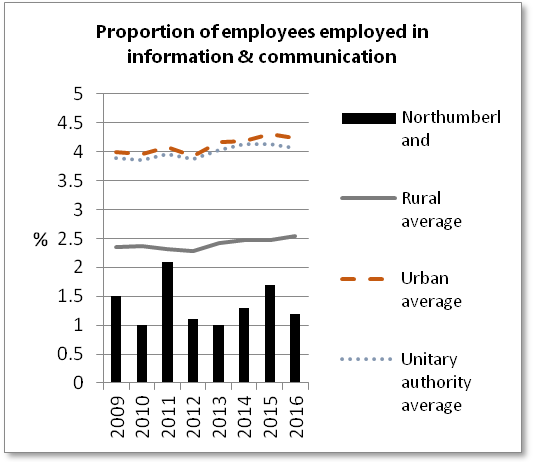 Proportion of employees employed in
information & communication
5
4.5
4
3.5
3
2.5
2
1.5
1
0.5
0
%
2009
2010
2011
2012
2013
2014
2015
2016
Northumberl
and
Rural
average
Urban
average
Unitary
authority
average